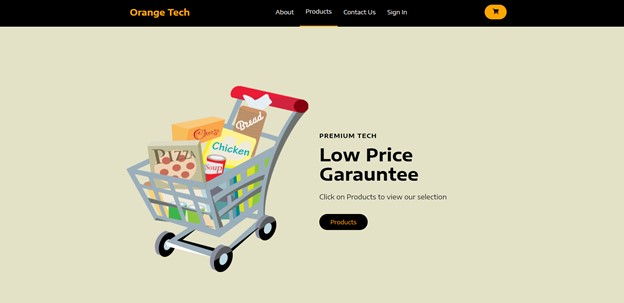 Orange Tech
About Products Contact Us Sign In
PREMIUM TECH
Low Price
Garauntee
Click on Products to view our selection
Products
Bread
Chicken
PIZZA
Soup